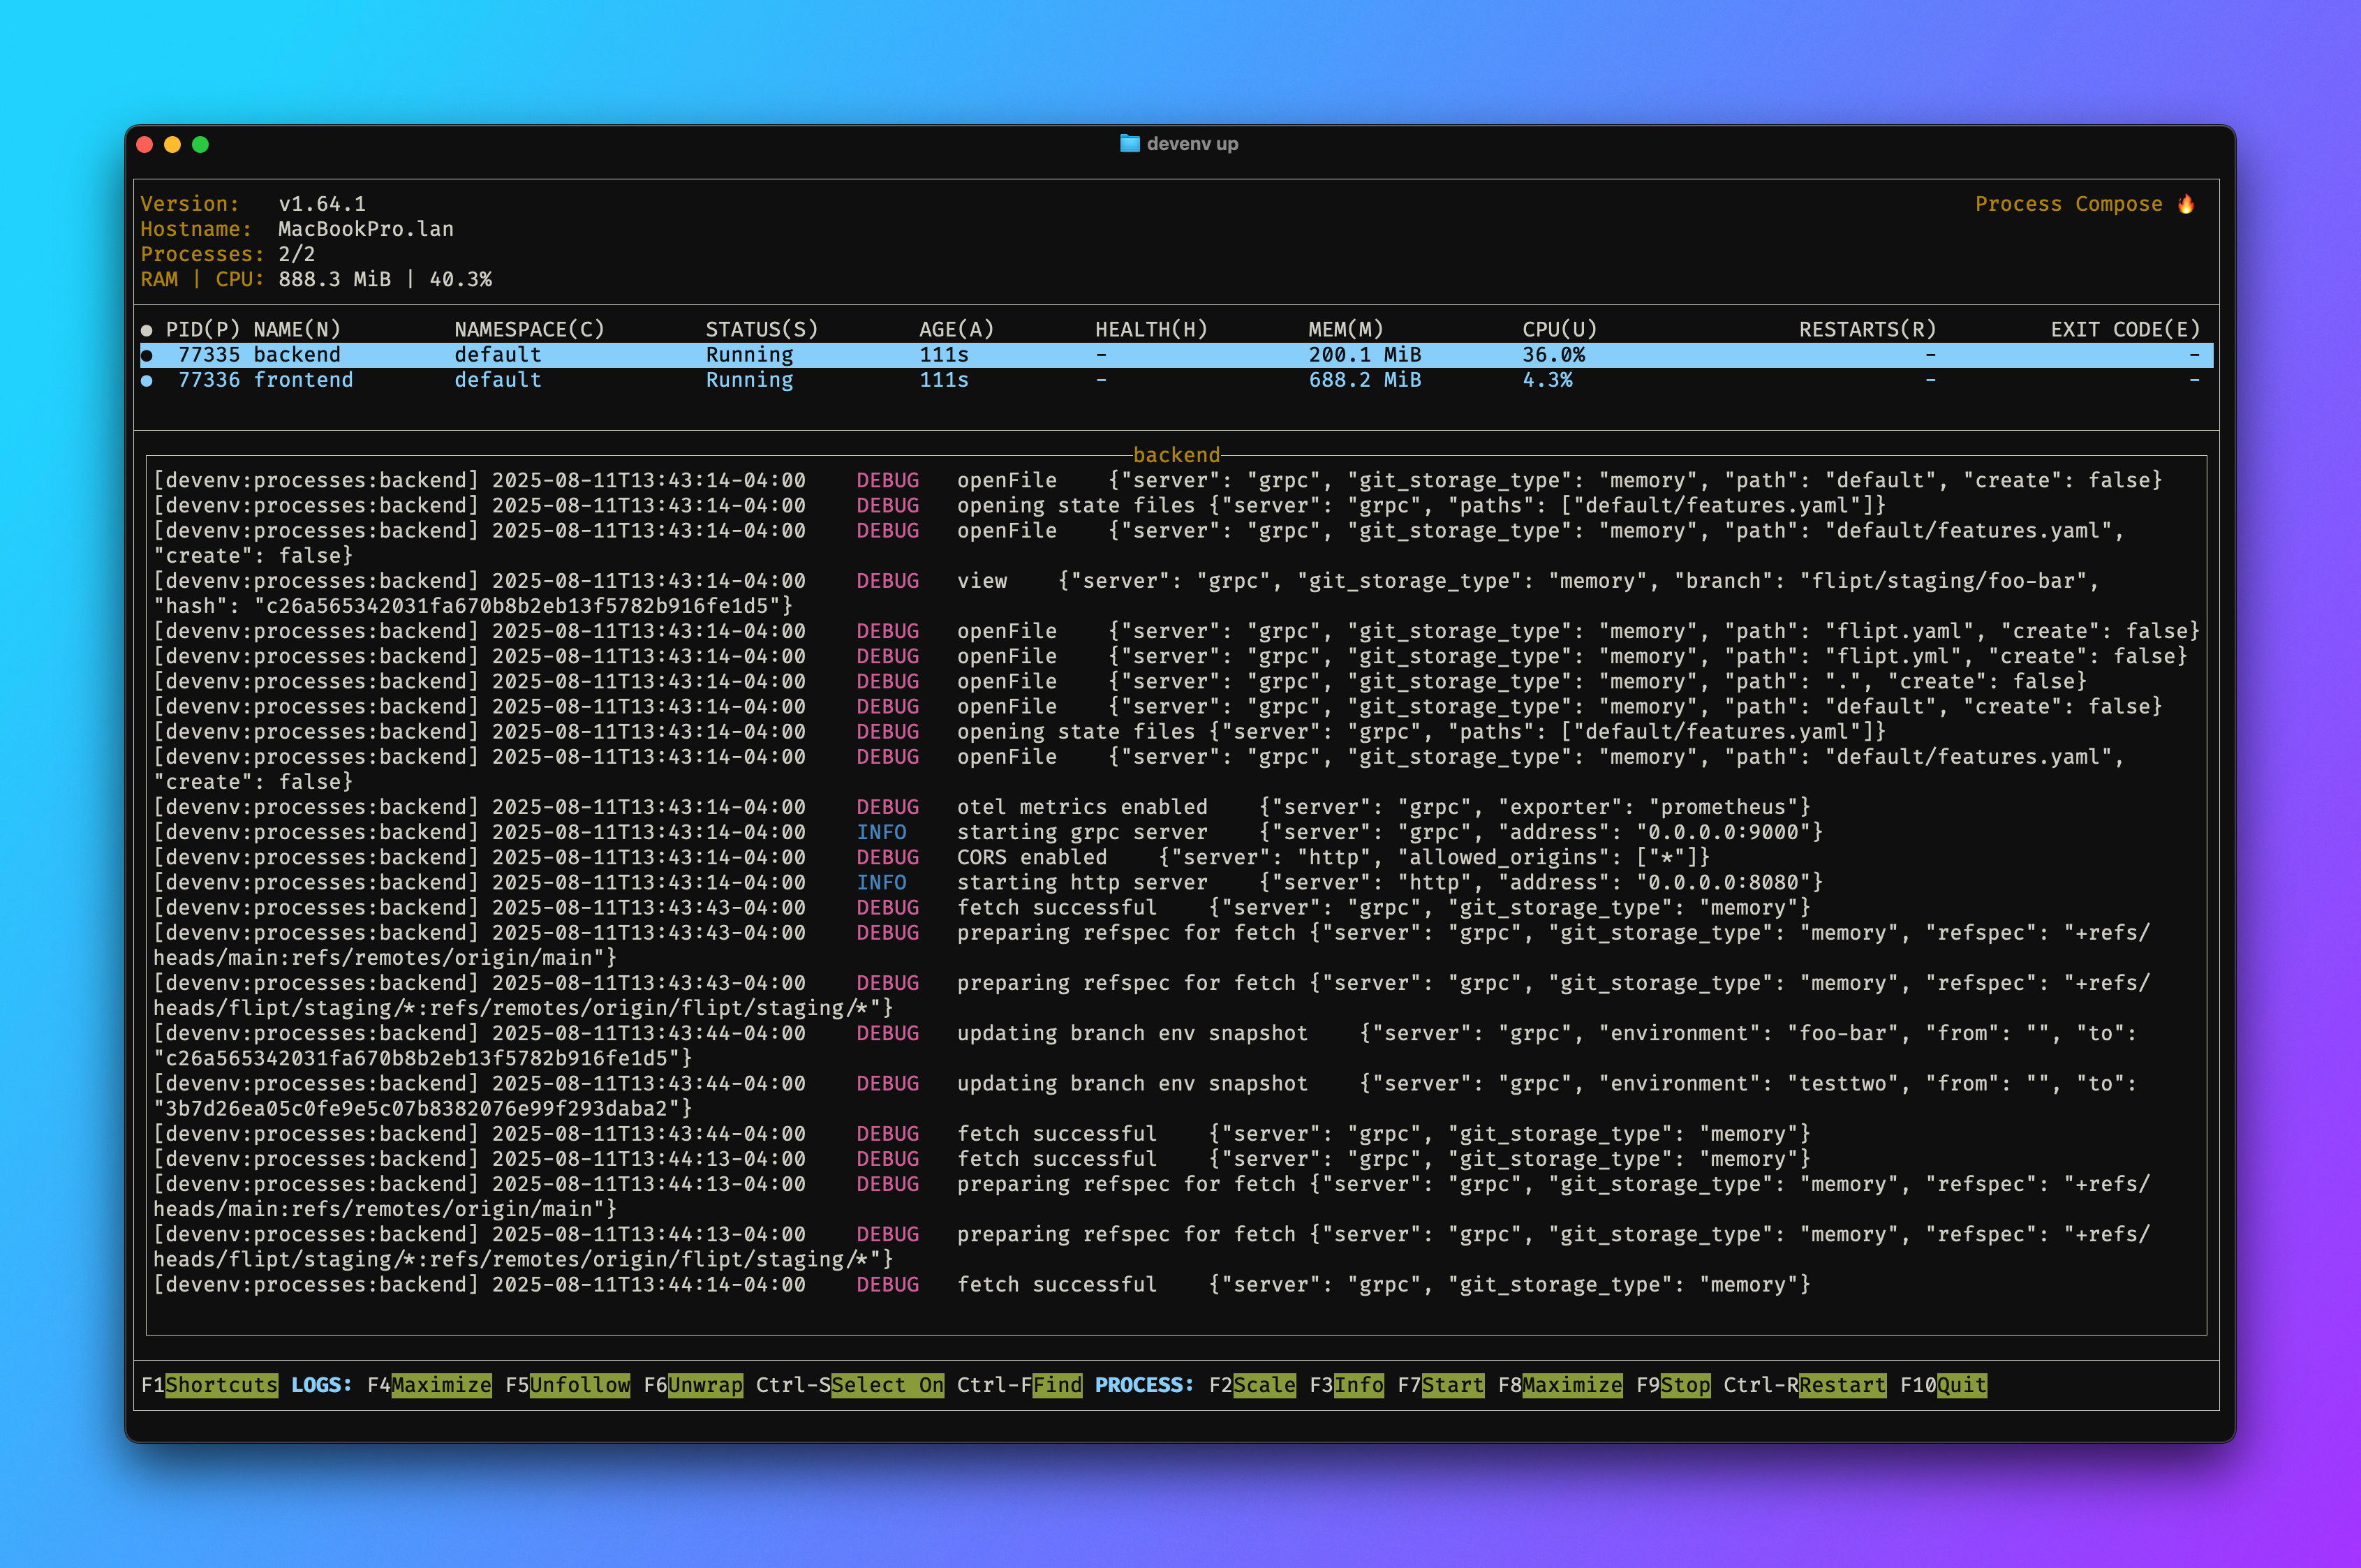 devenv up
Version: v1.64.1 Process Compose 🔥
Hostname: MacBookPro.lan
Processes: 2/2
RAM | CPU: 888.3 MiB | 40.3%
● PID(P) NAME(N) NAMESPACE(C) STATUS(S) AGE(A) HEALTH(H) MEM(M) CPU(U) RESTARTS(R) EXIT CODE(E)
● 77335 backend default Running 111s - 200.1 MiB 36.0% - -
● 77336 frontend default Running 111s - 688.2 MiB 4.3% - -
backend
[devenv:processes:backend] 2025-08-11T13:43:14-04:00 DEBUG openFile {"server": "grpc", "git_storage_type": "memory", "path": "default", "create": false}
[devenv:processes:backend] 2025-08-11T13:43:14-04:00 DEBUG opening state files {"server": "grpc", "paths": ["default/features.yaml"]}
[devenv:processes:backend] 2025-08-11T13:43:14-04:00 DEBUG openFile {"server": "grpc", "git_storage_type": "memory", "path": "default/features.yaml",
"create": false}
[devenv:processes:backend] 2025-08-11T13:43:14-04:00 DEBUG view {"server": "grpc", "git_storage_type": "memory", "branch": "flipt/staging/foo-bar",
"hash": "c26a565342031fa670b8b2eb13f5782b916fe1d5"}
[devenv:processes:backend] 2025-08-11T13:43:14-04:00 DEBUG openFile {"server": "grpc", "git_storage_type": "memory", "path": "flipt.yaml", "create": false}
[devenv:processes:backend] 2025-08-11T13:43:14-04:00 DEBUG openFile {"server": "grpc", "git_storage_type": "memory", "path": "flipt.yml", "create": false}
[devenv:processes:backend] 2025-08-11T13:43:14-04:00 DEBUG openFile {"server": "grpc", "git_storage_type": "memory", "path": ".", "create": false}
[devenv:processes:backend] 2025-08-11T13:43:14-04:00 DEBUG openFile {"server": "grpc", "git_storage_type": "memory", "path": "default", "create": false}
[devenv:processes:backend] 2025-08-11T13:43:14-04:00 DEBUG opening state files {"server": "grpc", "paths": ["default/features.yaml"]}
[devenv:processes:backend] 2025-08-11T13:43:14-04:00 DEBUG openFile {"server": "grpc", "git_storage_type": "memory", "path": "default/features.yaml",
"create": false}
[devenv:processes:backend] 2025-08-11T13:43:14-04:00 DEBUG otel metrics enabled {"server": "grpc", "exporter": "prometheus"}
[devenv:processes:backend] 2025-08-11T13:43:14-04:00 INFO starting grpc server {"server": "grpc", "address": "0.0.0.0:9000"}
[devenv:processes:backend] 2025-08-11T13:43:14-04:00 DEBUG CORS enabled {"server": "http", "allowed_origins": ["*"]}
[devenv:processes:backend] 2025-08-11T13:43:14-04:00 INFO starting http server {"server": "http", "address": "0.0.0.0:8080"}
[devenv:processes:backend] 2025-08-11T13:43:43-04:00 DEBUG fetch successful {"server": "grpc", "git_storage_type": "memory"}
[devenv:processes:backend] 2025-08-11T13:43:43-04:00 DEBUG preparing refspec for fetch {"server": "grpc", "git_storage_type": "memory", "refspec": "+refs/
heads/main:refs/remotes/origin/main"}
[devenv:processes:backend] 2025-08-11T13:43:43-04:00 DEBUG preparing refspec for fetch {"server": "grpc", "git_storage_type": "memory", "refspec": "+refs/
heads/flipt/staging/*:refs/remotes/origin/flipt/staging/*"}
[devenv:processes:backend] 2025-08-11T13:43:44-04:00 DEBUG updating branch env snapshot {"server": "grpc", "environment": "foo-bar", "from": "", "to":
"c26a565342031fa670b8b2eb13f5782b916fe1d5"}
[devenv:processes:backend] 2025-08-11T13:43:44-04:00 DEBUG updating branch env snapshot {"server": "grpc", "environment": "testtwo", "from": "", "to":
"3b7d26ea05c0fe9e5c07b8382076e99f293daba2"}
[devenv:processes:backend] 2025-08-11T13:43:44-04:00 DEBUG fetch successful {"server": "grpc", "git_storage_type": "memory"}
[devenv:processes:backend] 2025-08-11T13:44:13-04:00 DEBUG fetch successful {"server": "grpc", "git_storage_type": "memory"}
[devenv:processes:backend] 2025-08-11T13:44:13-04:00 DEBUG preparing refspec for fetch {"server": "grpc", "git_storage_type": "memory", "refspec": "+refs/
heads/main:refs/remotes/origin/main"}
[devenv:processes:backend] 2025-08-11T13:44:13-04:00 DEBUG preparing refspec for fetch {"server": "grpc", "git_storage_type": "memory", "refspec": "+refs/
heads/flipt/staging/*:refs/remotes/origin/flipt/staging/*"}
[devenv:processes:backend] 2025-08-11T13:44:14-04:00 DEBUG fetch successful {"server": "grpc", "git_storage_type": "memory"}
F1Shortcuts LOGS: F4Maximize F5Unfollow F6Unwrap Ctrl-SSelect On Ctrl-FFind PROCESS: F2Scale F3Info F7Start F8Maximize F9Stop Ctrl-RRestart F10Quit